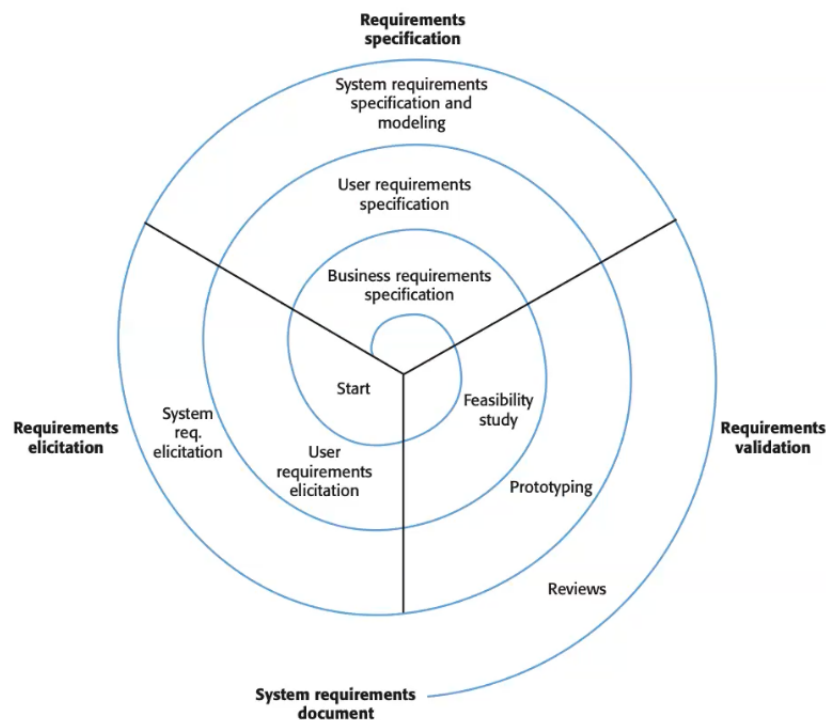 Requirements
specification
System requirements
specification and
modeling
User requirements
specification
Business requirements
specification
Start
Feasibility
study
Requirements
elicitation
System
req.
elicitation
User
requirements
elicitation
Requirements
validation
Prototyping
Reviews
System requirements
document